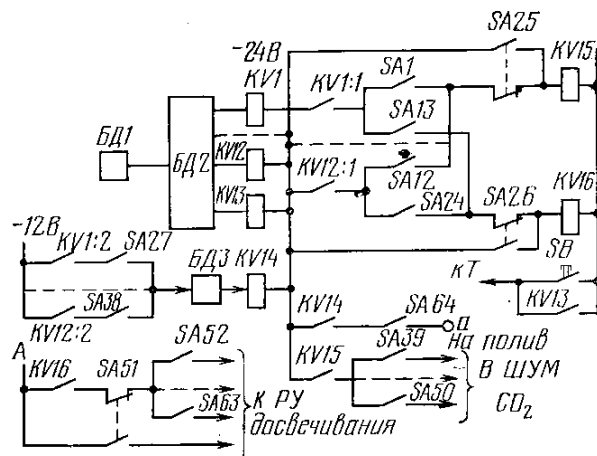 SA25
KV15
-24В
KV1
KV1:1
SA1
SA13
БД1
БД2
KV12
KV12:1
SA12
KV16
KV13
SA24
SA26
-12В
KV1:2
SA27
SB
БД3
KV14
кТ
KV13
SA38
KV12:2
KV14
SA64
а
на полив
А
KV16
SA51
SA52
KV15
SA39
В ШУМ
SA63
К РУ
SA50
CO₂
досвечивания